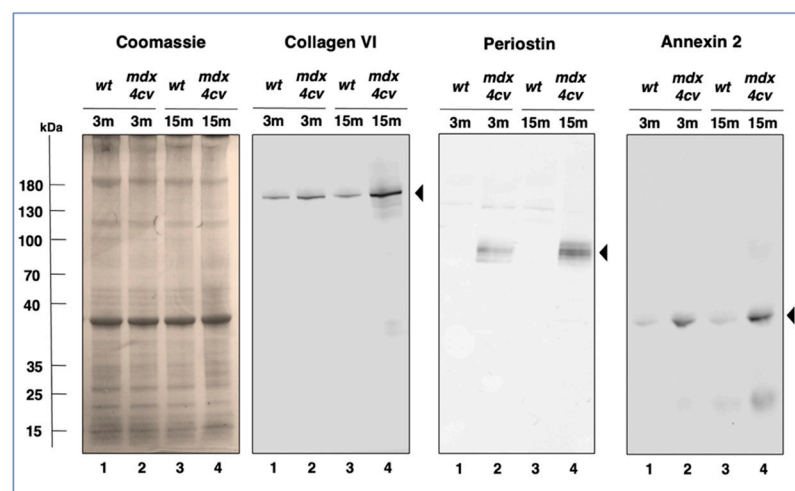 Coomassie Collagen VI Periostin Annexin 2
wt mdx 4cv wt mdx 4cv wt mdx 4cv wt mdx 4cv wt mdx 4cv wt mdx 4cv wt mdx 4cv wt mdx 4cv
3m 3m 15m 15m 3m 3m 15m 15m 3m 3m 15m 15m 3m 3m 15m 15m
kDa
180
130
100
70
40
35
25
15
1 2 3 4 1 2 3 4 1 2 3 4 1 2 3 4